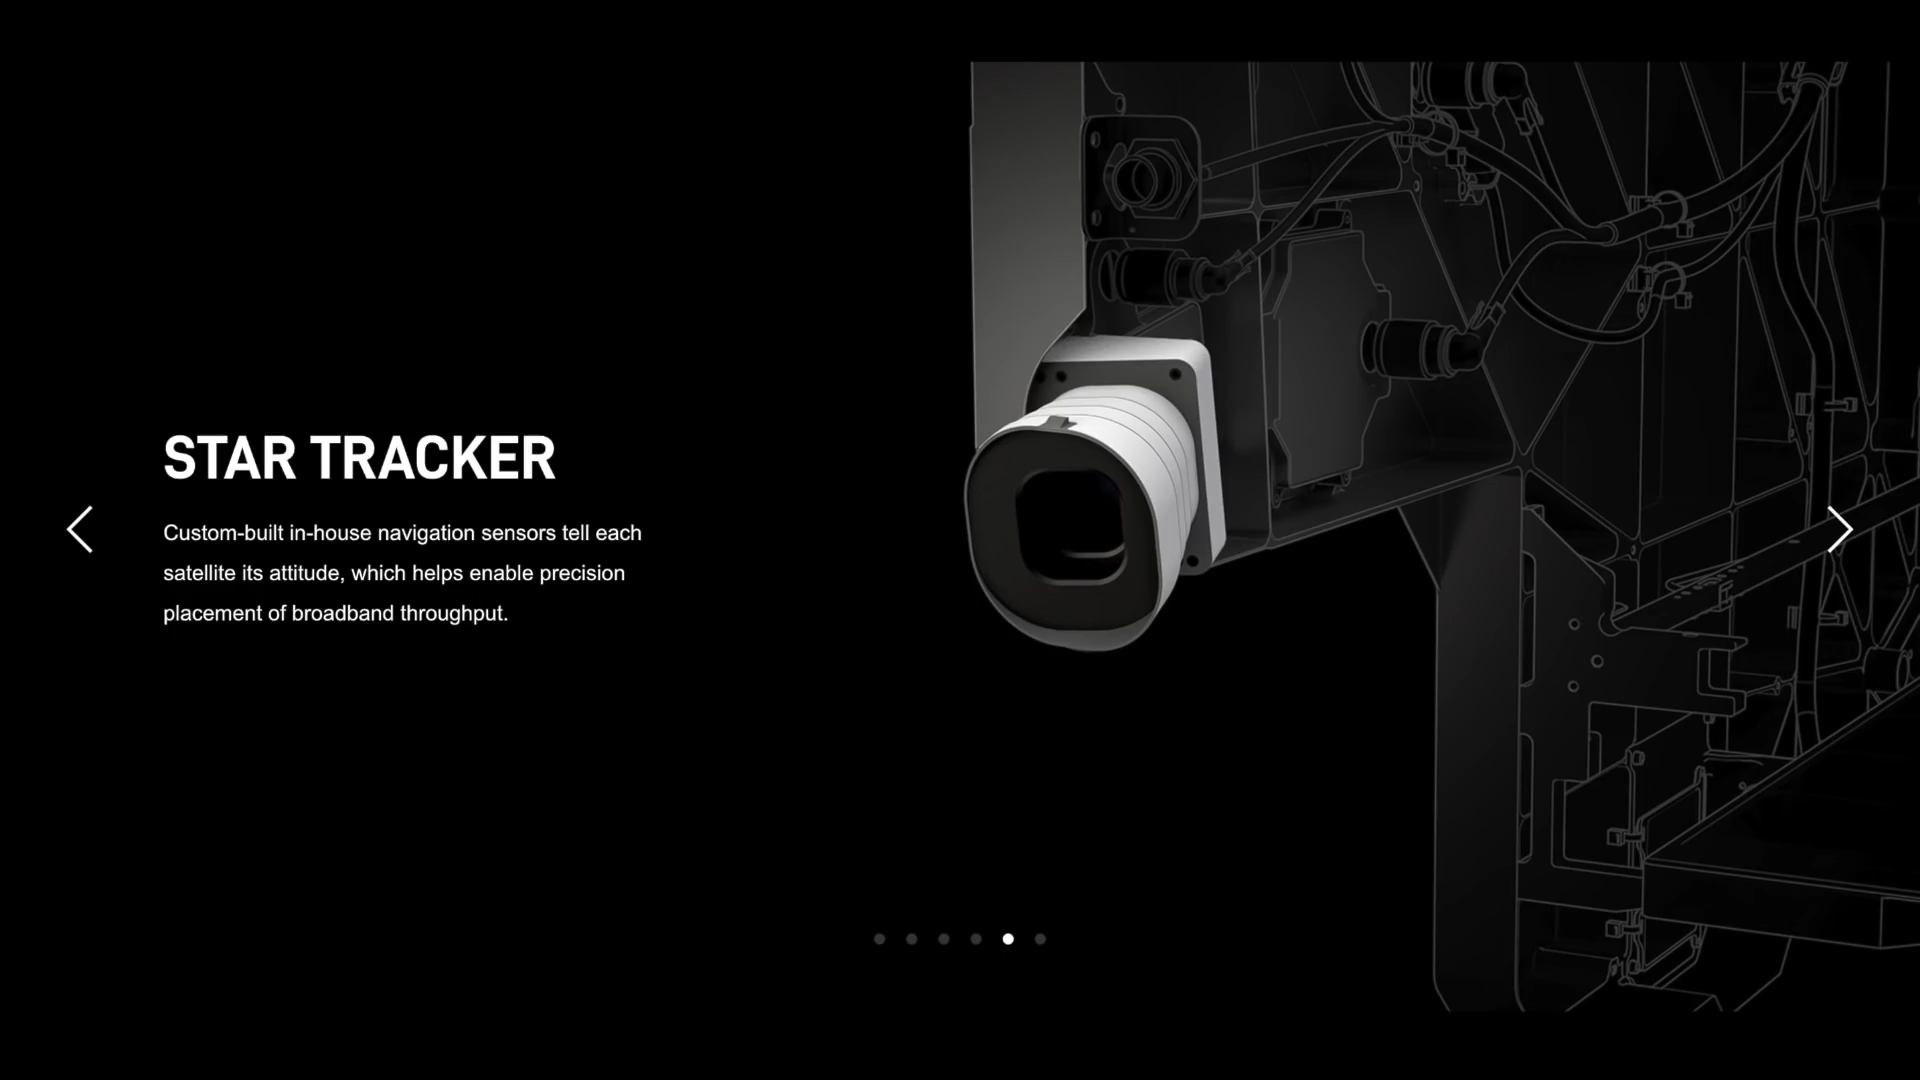 STAR TRACKER
Custom-built in-house navigation sensors tell each
satellite its attitude, which helps enable precision
placement of broadband throughput.